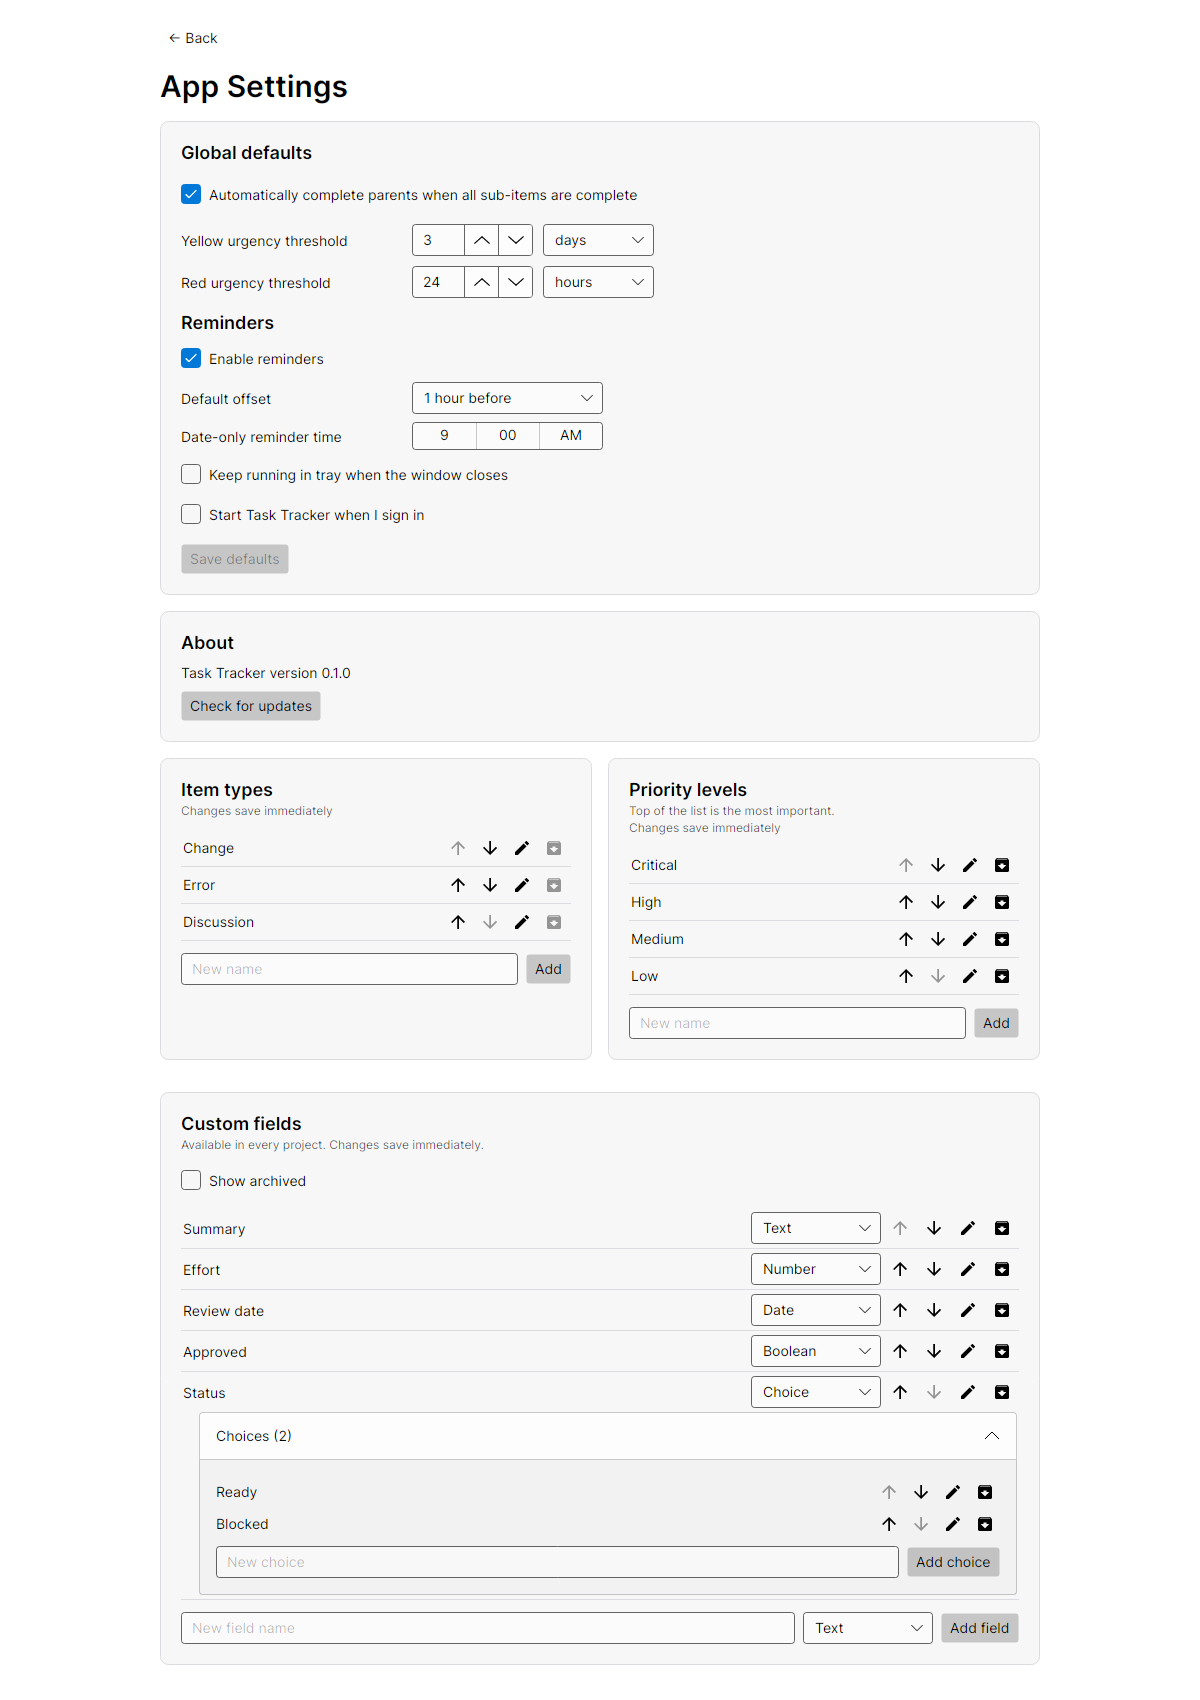 ← Back
App Settings
Global defaults
Automatically complete parents when all sub-items are complete
Yellow urgency threshold 3 days
Red urgency threshold 24 hours
Reminders
Enable reminders
Default offset 1 hour before
Date-only reminder time 9 00 AM
Keep running in tray when the window closes
Start Task Tracker when I sign in
Save defaults
About
Task Tracker version 0.1.0
Check for updates
Item types
Changes save immediately
Change
Error
Discussion
New name Add
Priority levels
Top of the list is the most important.
Changes save immediately
Critical
High
Medium
Low
New name Add
Custom fields
Available in every project. Changes save immediately.
Show archived
Summary Text
Effort Number
Review date Date
Approved Boolean
Status Choice
Choices (2)
Ready
Blocked
New choice Add choice
New field name Text Add field